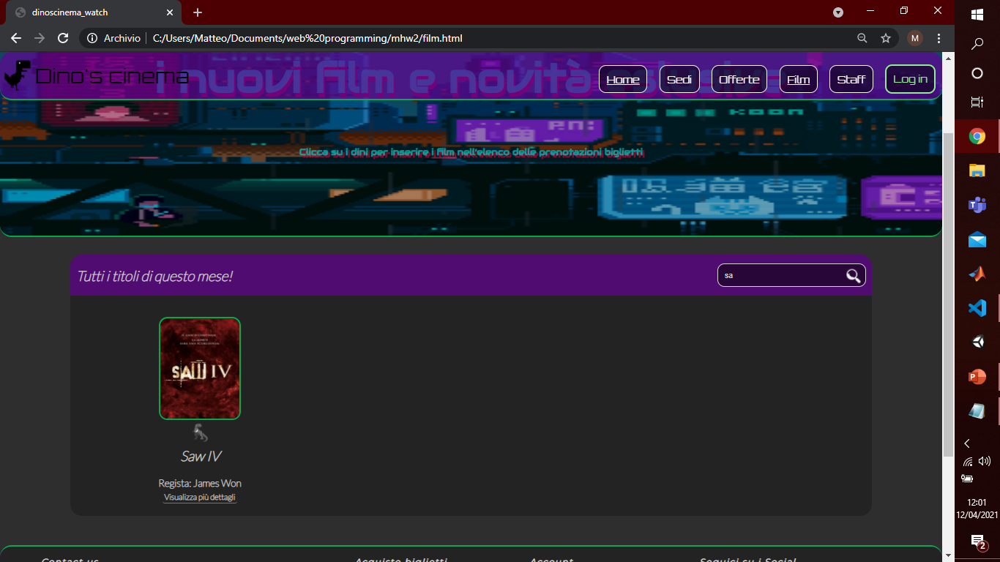 dinoscinema_watch
Archivio
C:/Users/Matteo/Documents/web%20programming/mhw2/film.html
M
i nuovi film e novità
Dino's cinema
Home
Sedi
Offerte
Film
Staff
Log in
Clicca su i dini per inserire i film nell'elenco delle prenotazioni biglietti
Tutti i titoli di questo mese!
sa
SAW IV
Saw IV
Regista: James Won
Visualizza più dettagli
Contact us
Acquista biglietti
Account
Seguici su i Social
12:01
12/04/2021
2